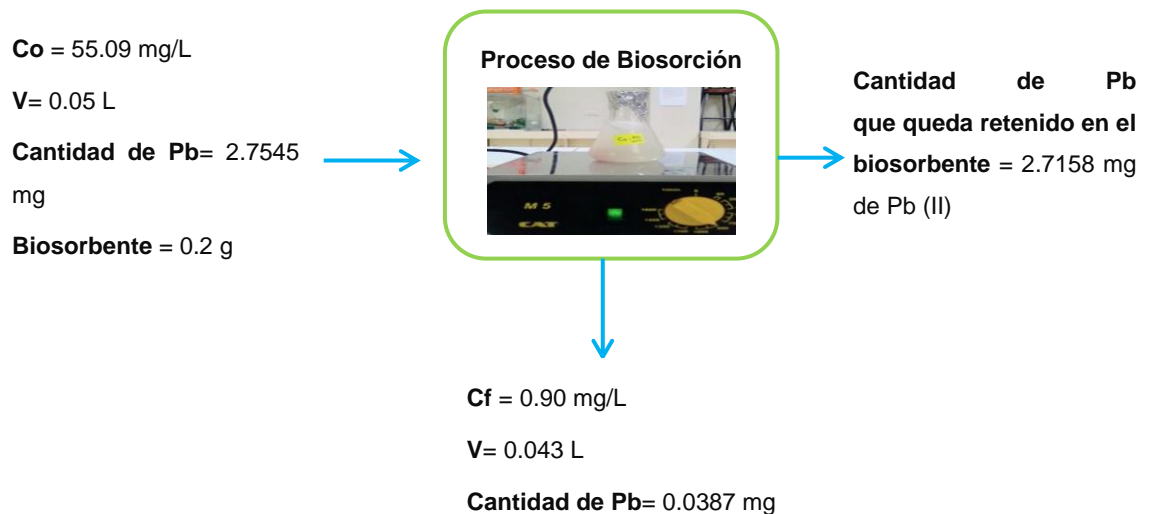 Co = 55.09 mg/L
V= 0.05 L
Cantidad de Pb= 2.7545
mg
Biosorbente = 0.2 g
Proceso de Biosorción
M 5
CAT
Cantidad de Pb
que queda retenido en el
biosorbente = 2.7158 mg
de Pb (II)
Cf = 0.90 mg/L
V= 0.043 L
Cantidad de Pb= 0.0387 mg